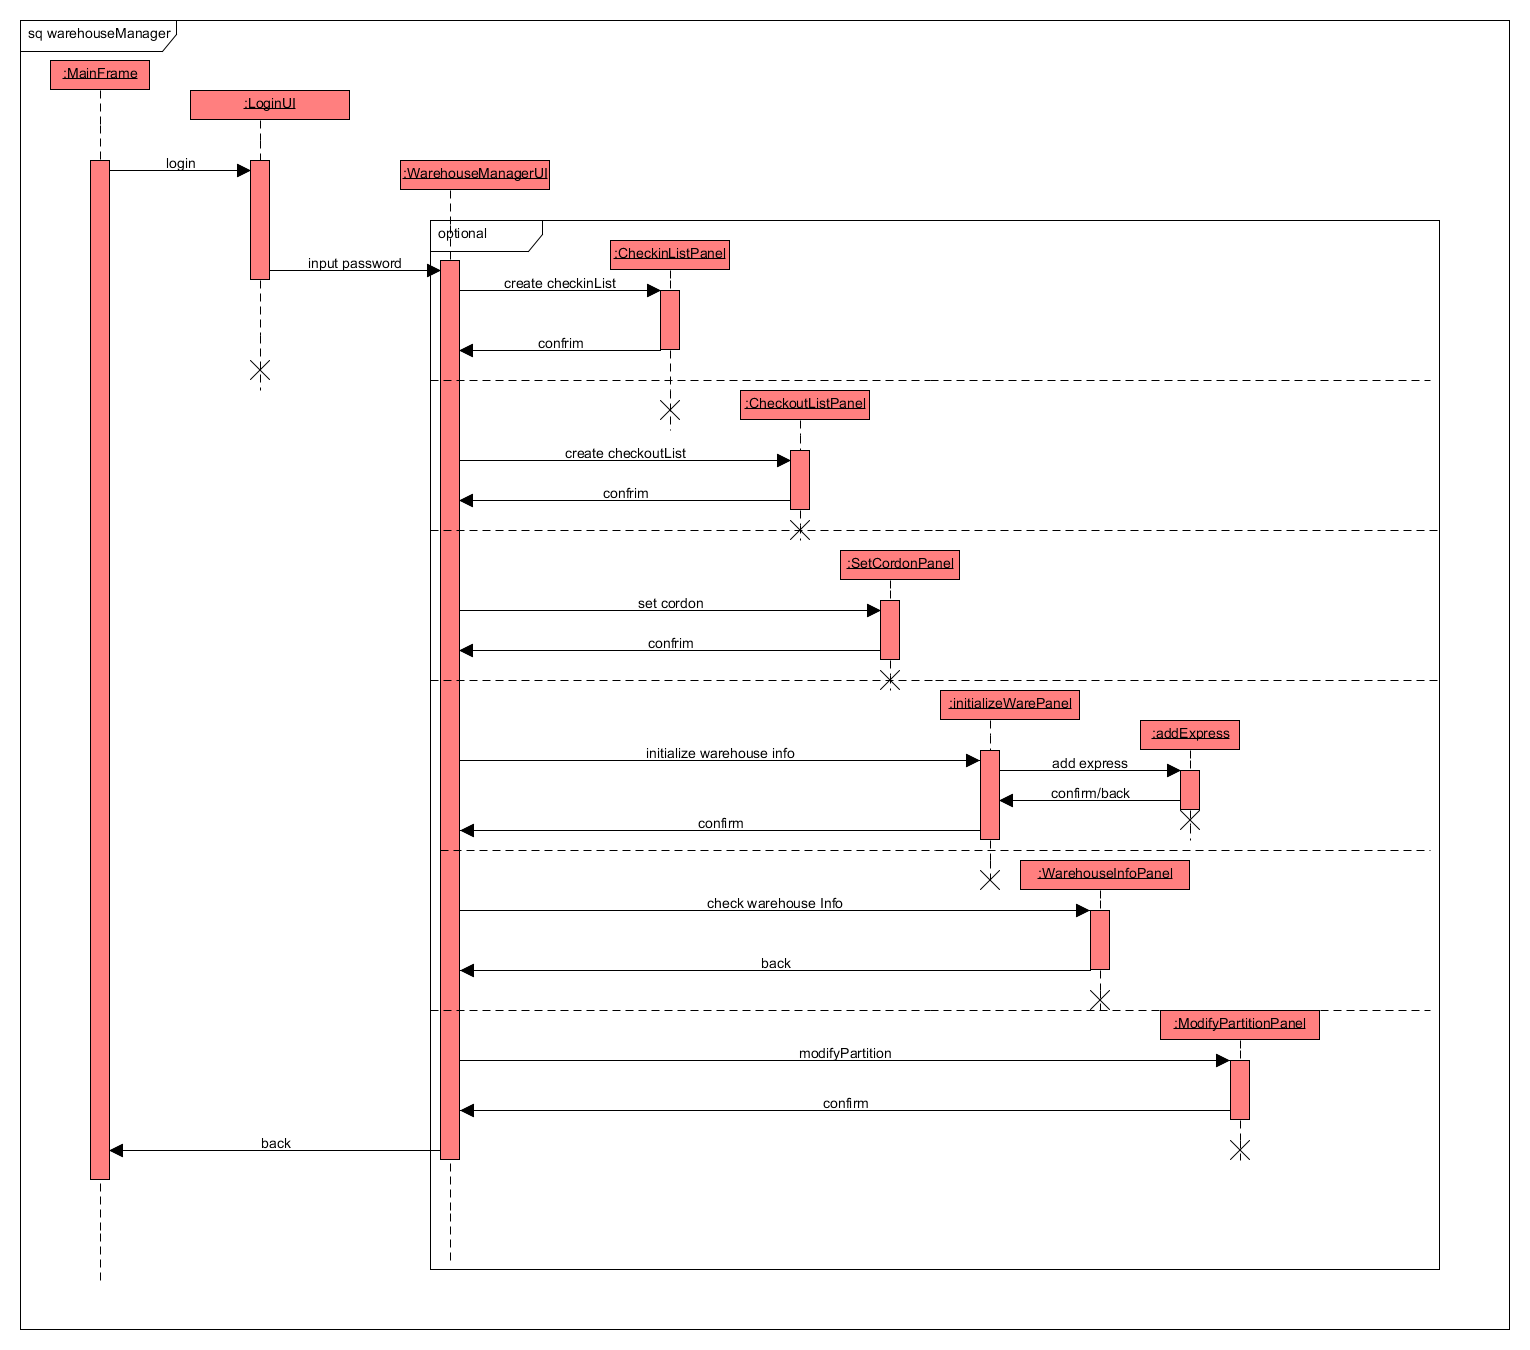 sq warehouseManager
:MainFrame
:LoginUI
login
:WarehouseManagerUI
optional
:CheckinListPanel
input password
create checkinList
confrim
:CheckoutListPanel
create checkoutList
confrim
:SetCordonPanel
set cordon
confrim
:initializeWarePanel
:addExpress
initialize warehouse info
add express
confirm/back
confirm
:WarehouseInfoPanel
check warehouse Info
back
:ModifyPartitionPanel
modifyPartition
confirm
back